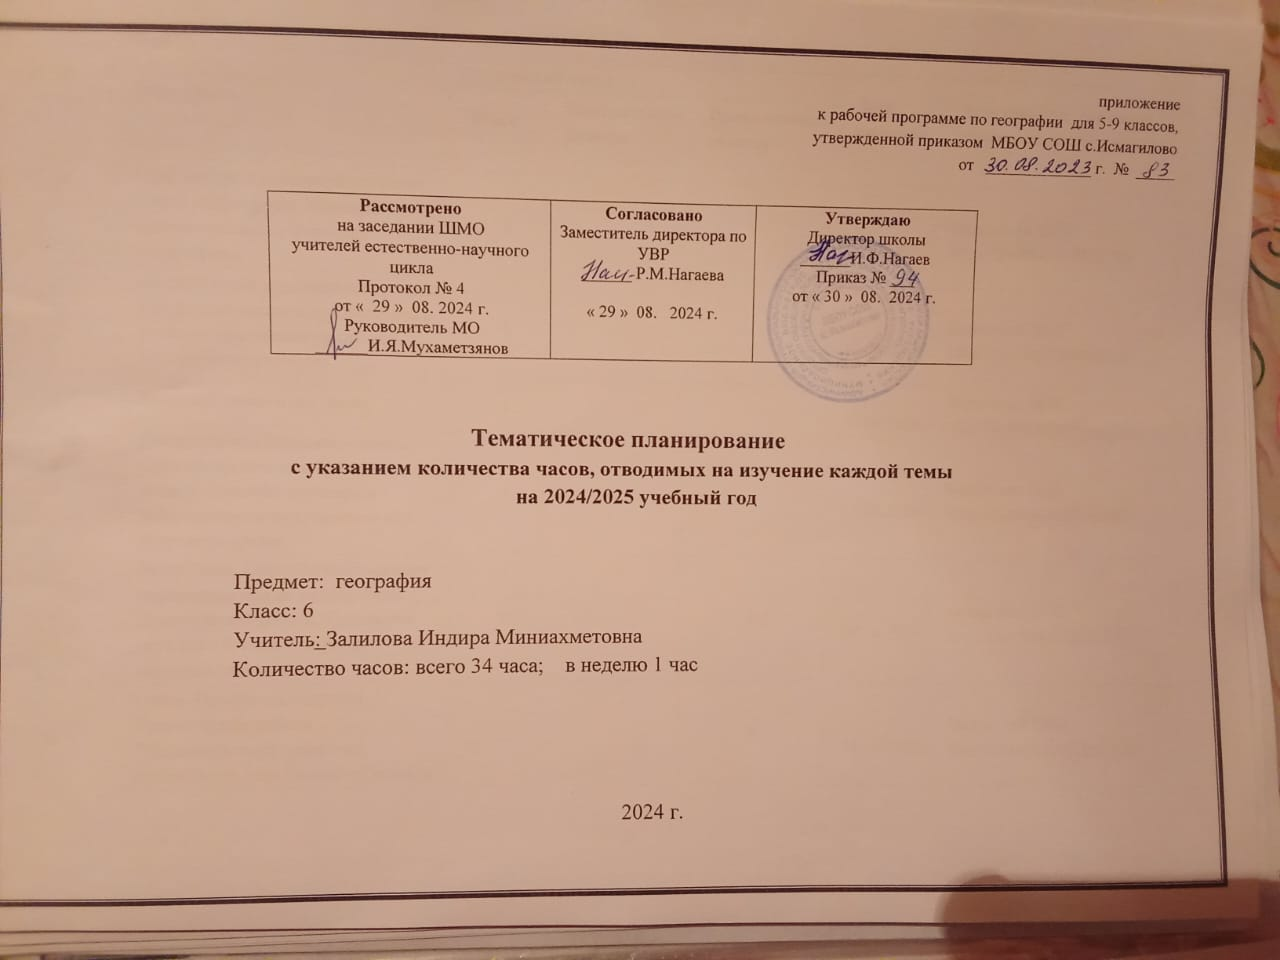 приложение
к рабочей программе по географии для 5-9 классов,
утвержденной приказом МБОУ СОШ с.Исмагилово
от 30.08.2023 г. № 83
Рассмотрено
на заседании ШМО
учителей естественно-научного
цикла
Протокол № 4
от « 29 » 08. 2024 г.
Руководитель МО
И.Я.Мухаметзянов
Согласовано
Заместитель директора по
УВР
Р.М.Нагаева
« 29 » 08. 2024 г.
Утверждаю
Директор школы
И.Ф.Нагаев
Приказ № 94
от « 30 » 08. 2024 г.
Тематическое планирование
с указанием количества часов, отводимых на изучение каждой темы
на 2024/2025 учебный год
Предмет: география
Класс: 6
Учитель: Залилова Индира Миниахметовна
Количество часов: всего 34 часа; в неделю 1 час
2024 г.